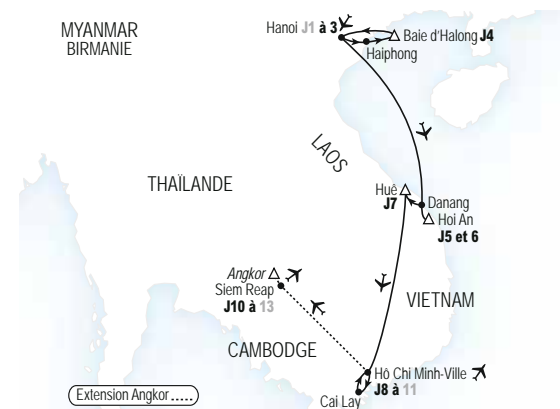 MYANMAR
BIRMANIE
Hanoi J1 à 3
Baie d'Halong J4
Haiphong
LAOS
THAÏLANDE
Huê
J7
Danang
Hoi An
J5 et 6
Angkor
Siem Reap
J10 à 13
VIETNAM
CAMBODGE
Hô Chi Minh-Ville
J8 à 11
Cai Lay
Extension Angkor.....